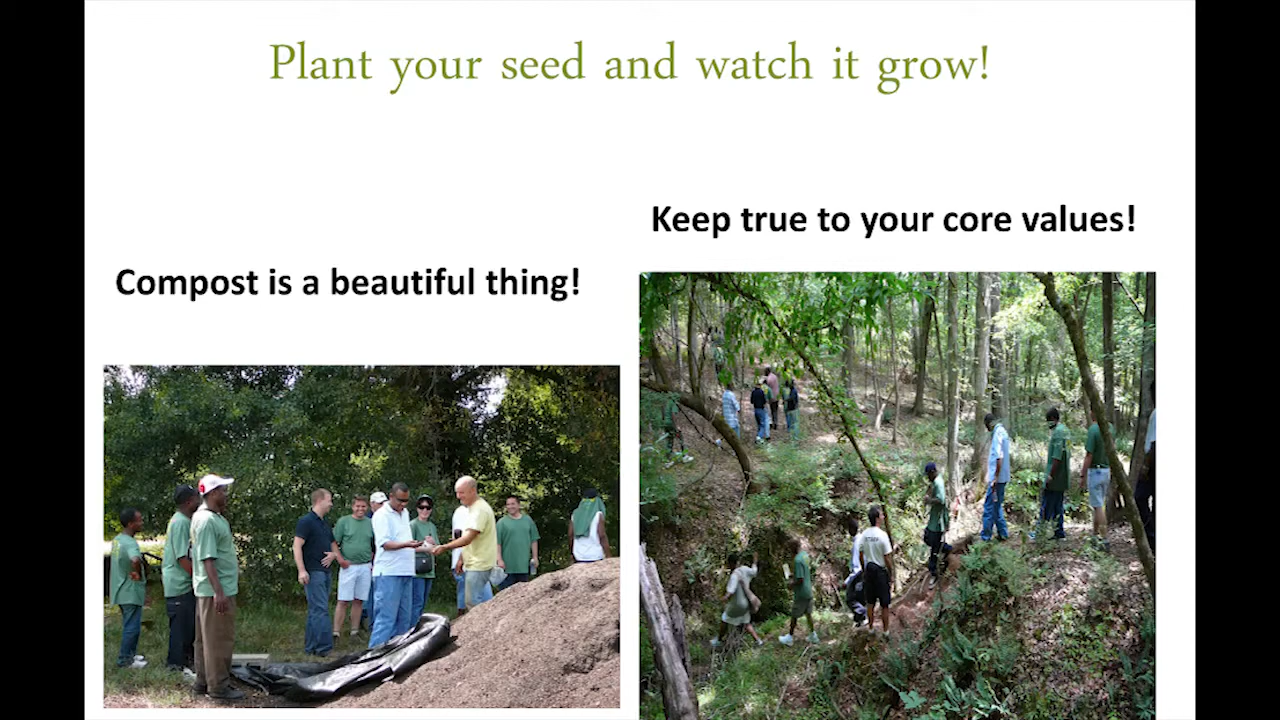 Plant your seed and watch it grow!
Keep true to your core values!
Compost is a beautiful thing!